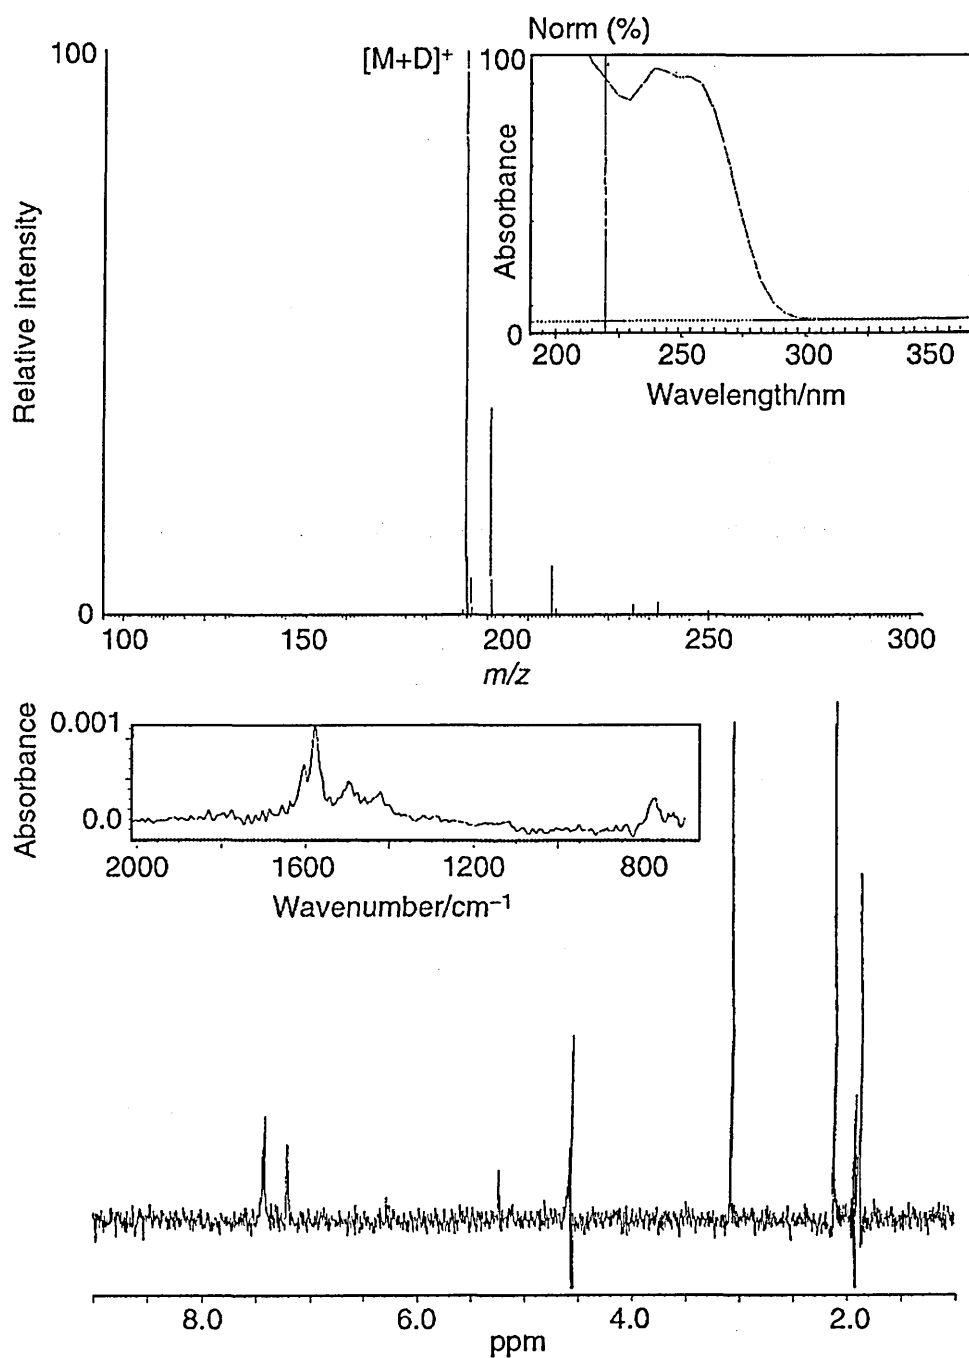 Norm (%)
100
[M+D]+
100
Relative intensity
Absorbance
0
200 250 300 350
Wavelength/nm
0
100 150 200 250 300
m/z
Absorbance
0.001
0.0
2000 1600 1200 800
Wavenumber/cm–1
8.0 6.0 4.0 2.0
ppm